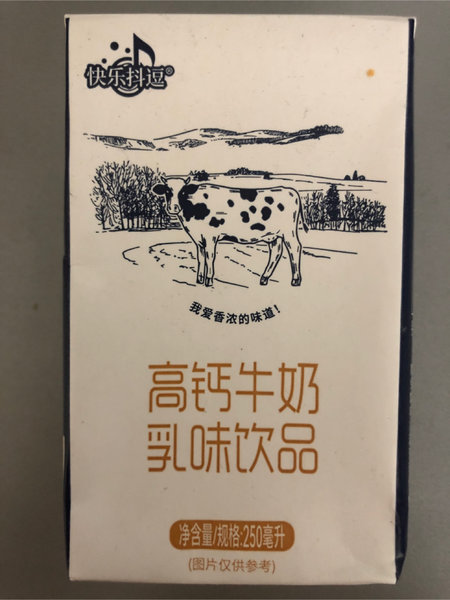 快乐抖逗®
我爱香浓的味道!
高钙牛奶
乳味饮品
净含量/规格:250毫升
(图片仅供参考)